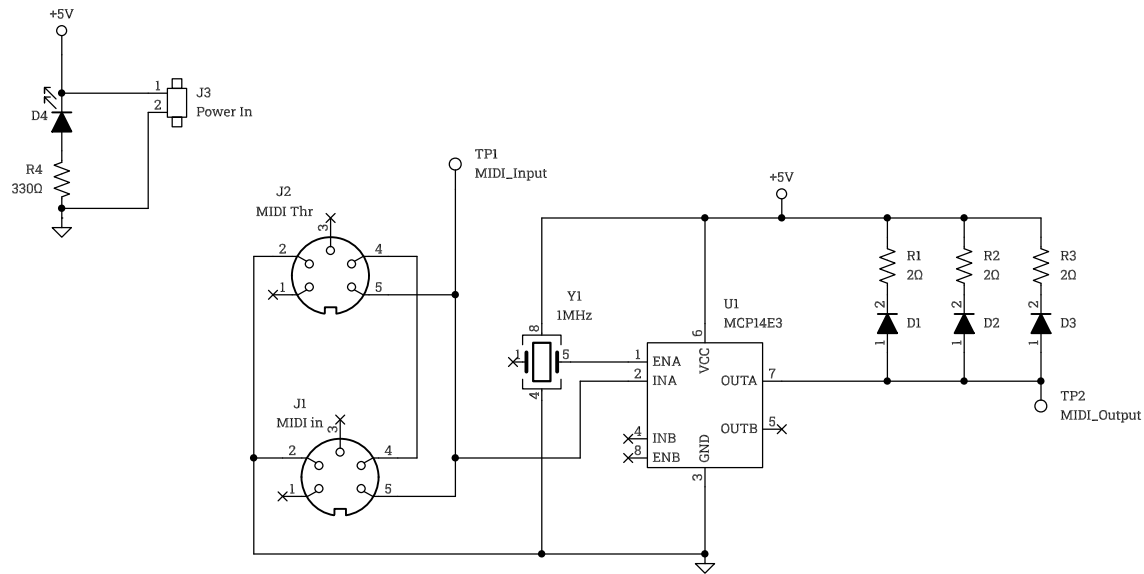 +5V
1
2
J3
Power In
D4
R4
330Ω
TP1
MIDI_Input
J2
MIDI Thr
3
2
4
1
5
+5V
R1
2Ω
R2
2Ω
R3
2Ω
Y1
1MHz
8
1
5
4
U1
MCP14E3
6
VCC
1
ENA
2
INA
OUTA
7
4
INB
8
ENB
OUTB
5
GND
3
2
D1
1
2
D2
1
2
D3
1
TP2
MIDI_Output
J1
MIDI in
3
2
4
1
5